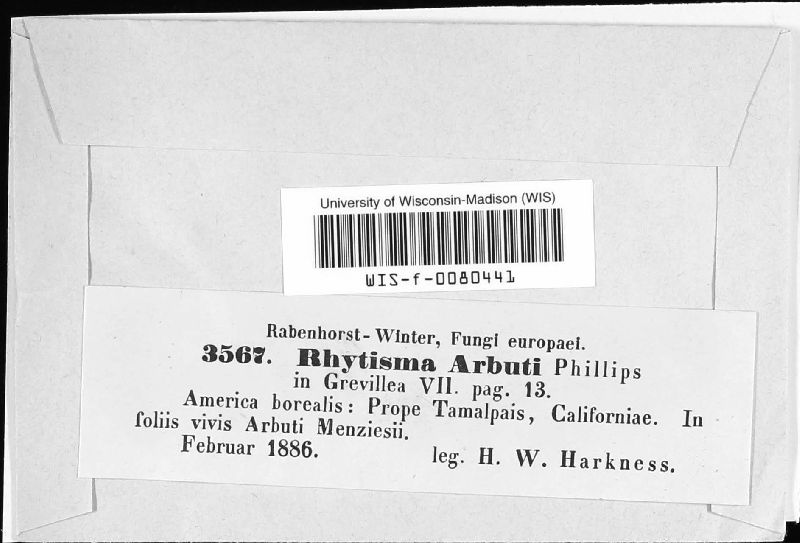 University of Wisconsin-Madison (WIS)
WIS-f-0080441
Rabenhorst-Winter, Fungi europaei.
3567. Rhytisma Arbuti Phillips
in Grevillea VII. pag. 13.
America borealis: Prope Tamalpais, Californiae. In
foliis vivis Arbuti Menziesii.
Februar 1886. leg. H. W. Harkness.